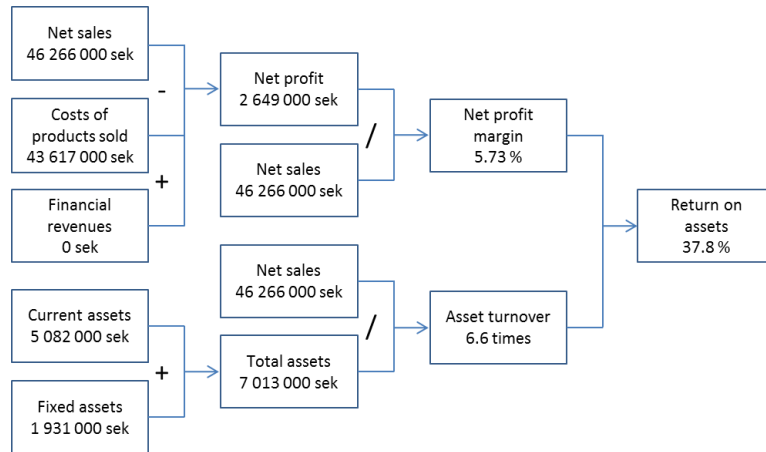 Net sales
46 266 000 sek
-
Costs of
products sold
43 617 000 sek
+
Financial
revenues
0 sek
Net profit
2 649 000 sek
/
Net sales
46 266 000 sek
Net profit
margin
5.73 %
Net sales
46 266 000 sek
/
Total assets
7 013 000 sek
Current assets
5 082 000 sek
+
Fixed assets
1 931 000 sek
Asset turnover
6.6 times
Return on
assets
37.8 %